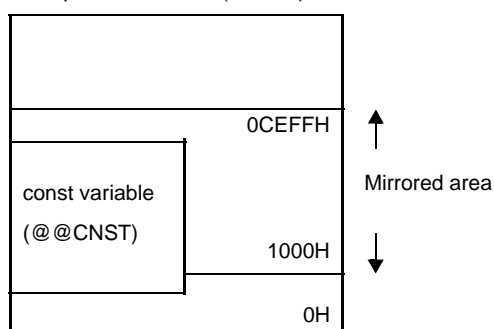 0CEFFH
Mirrored area
const variable
(@@CNST)
1000H
0H